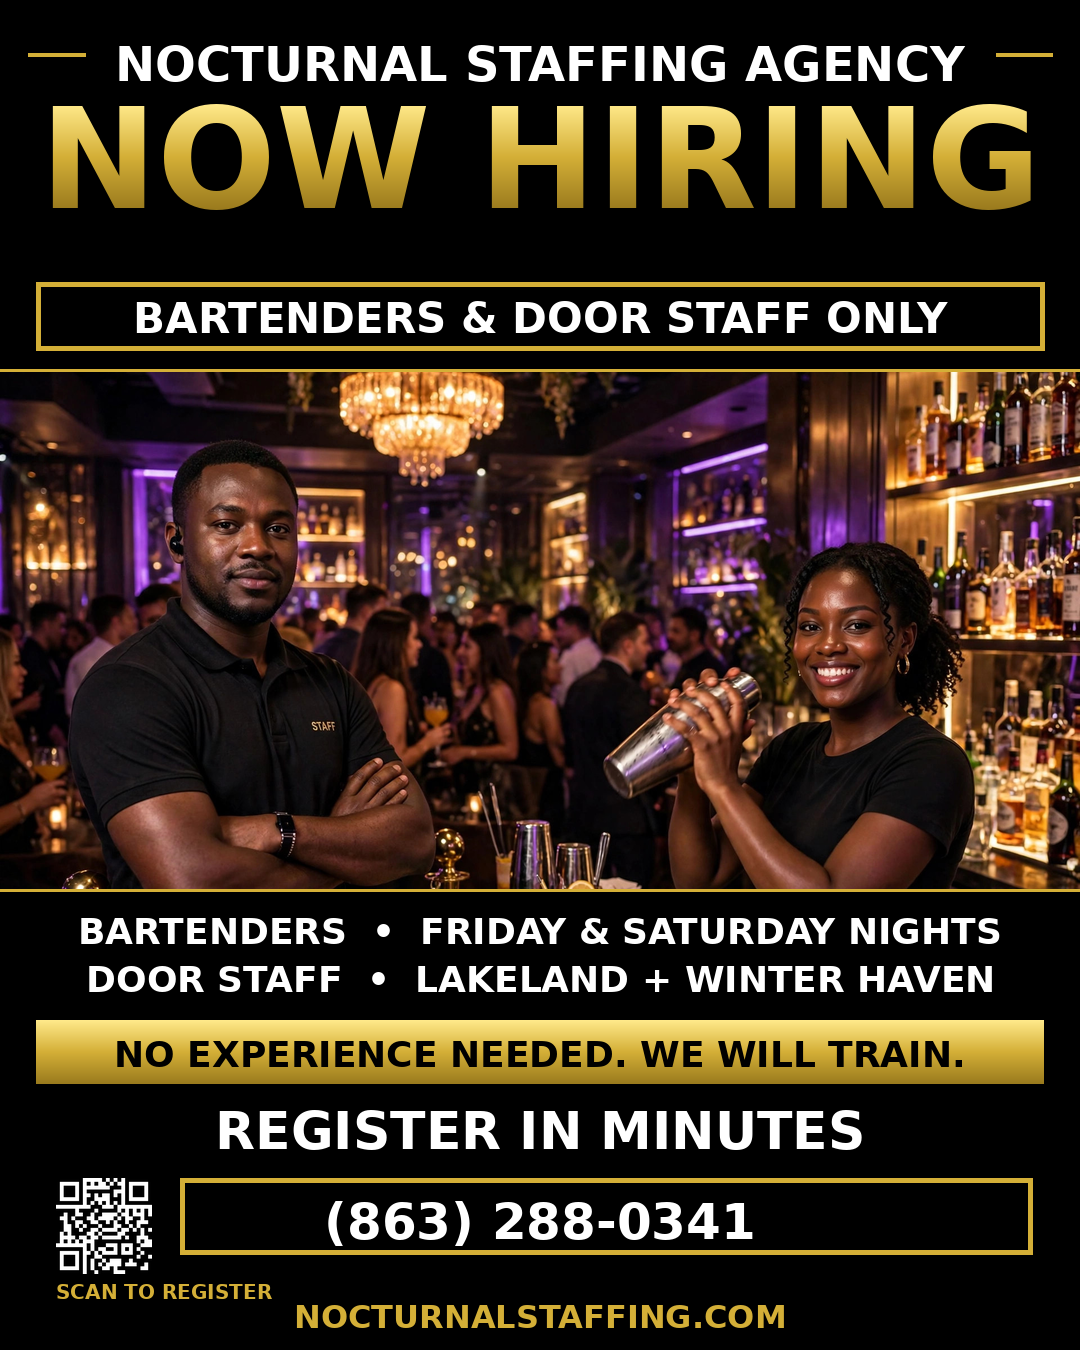 NOCTURNAL STAFFING AGENCY
NOW HIRING
BARTENDERS & DOOR STAFF ONLY
STAFF
BARTENDERS • FRIDAY & SATURDAY NIGHTS
DOOR STAFF • LAKELAND + WINTER HAVEN
NO EXPERIENCE NEEDED. WE WILL TRAIN.
REGISTER IN MINUTES
(863) 288-0341
SCAN TO REGISTER
NOCTURNALSTAFFING.COM